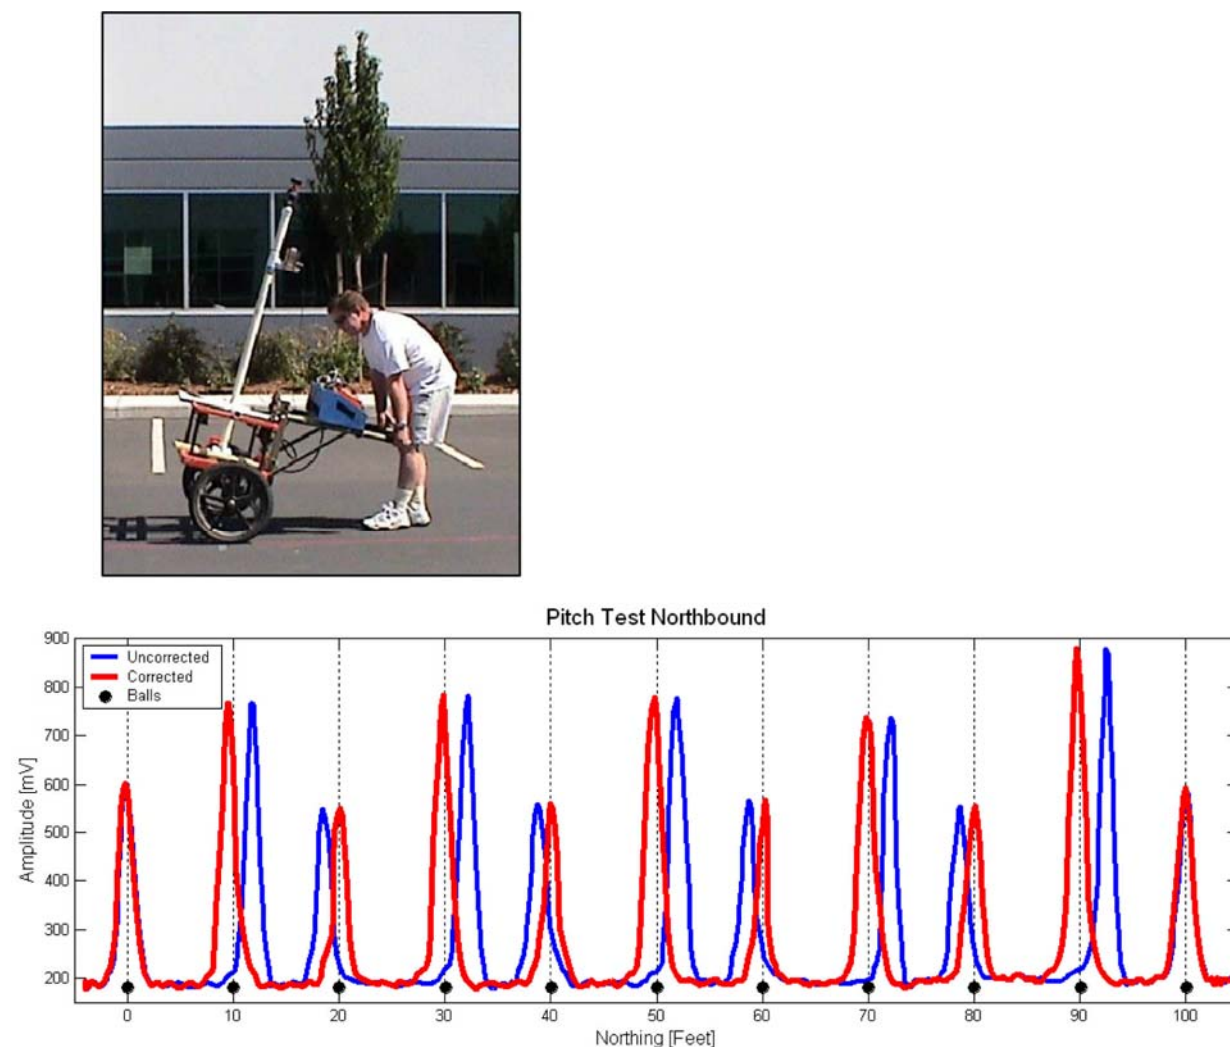 Pitch Test Northbound
900
800
700
600
500
400
300
200
Amplitude [mV]
Uncorrected
Corrected
Balls
0 10 20 30 40 50 60 70 80 90 100
Northing [Feet]